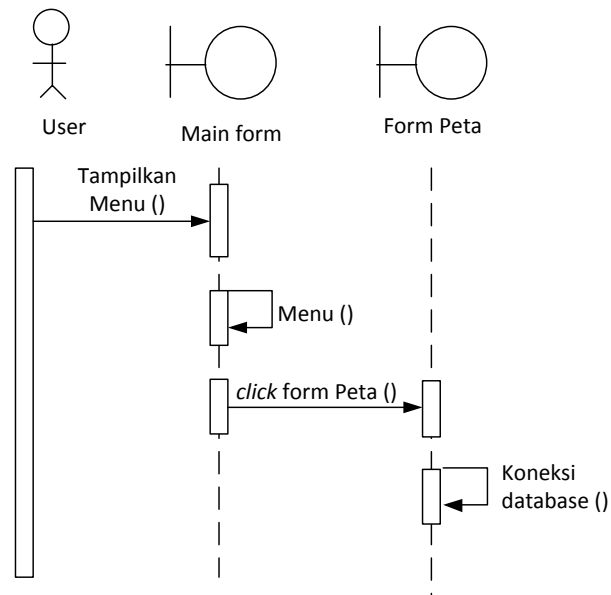 User
Main form
Form Peta
Tampilkan
Menu ()
Menu ()
click form Peta ()
Koneksi
database ()